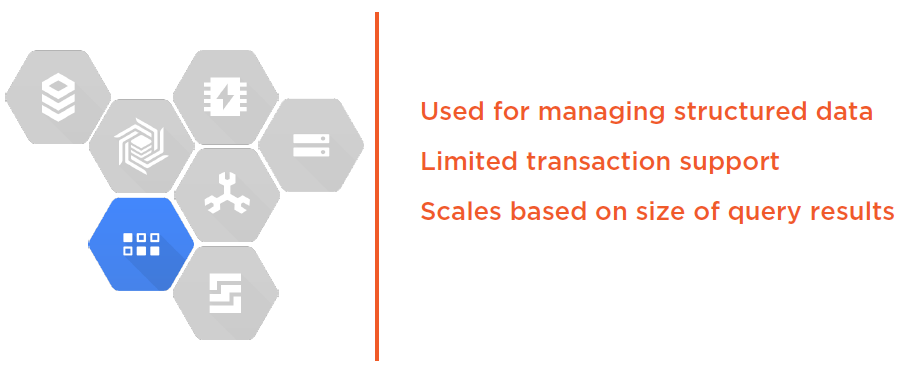 Used for managing structured data
Limited transaction support
Scales based on size of query results